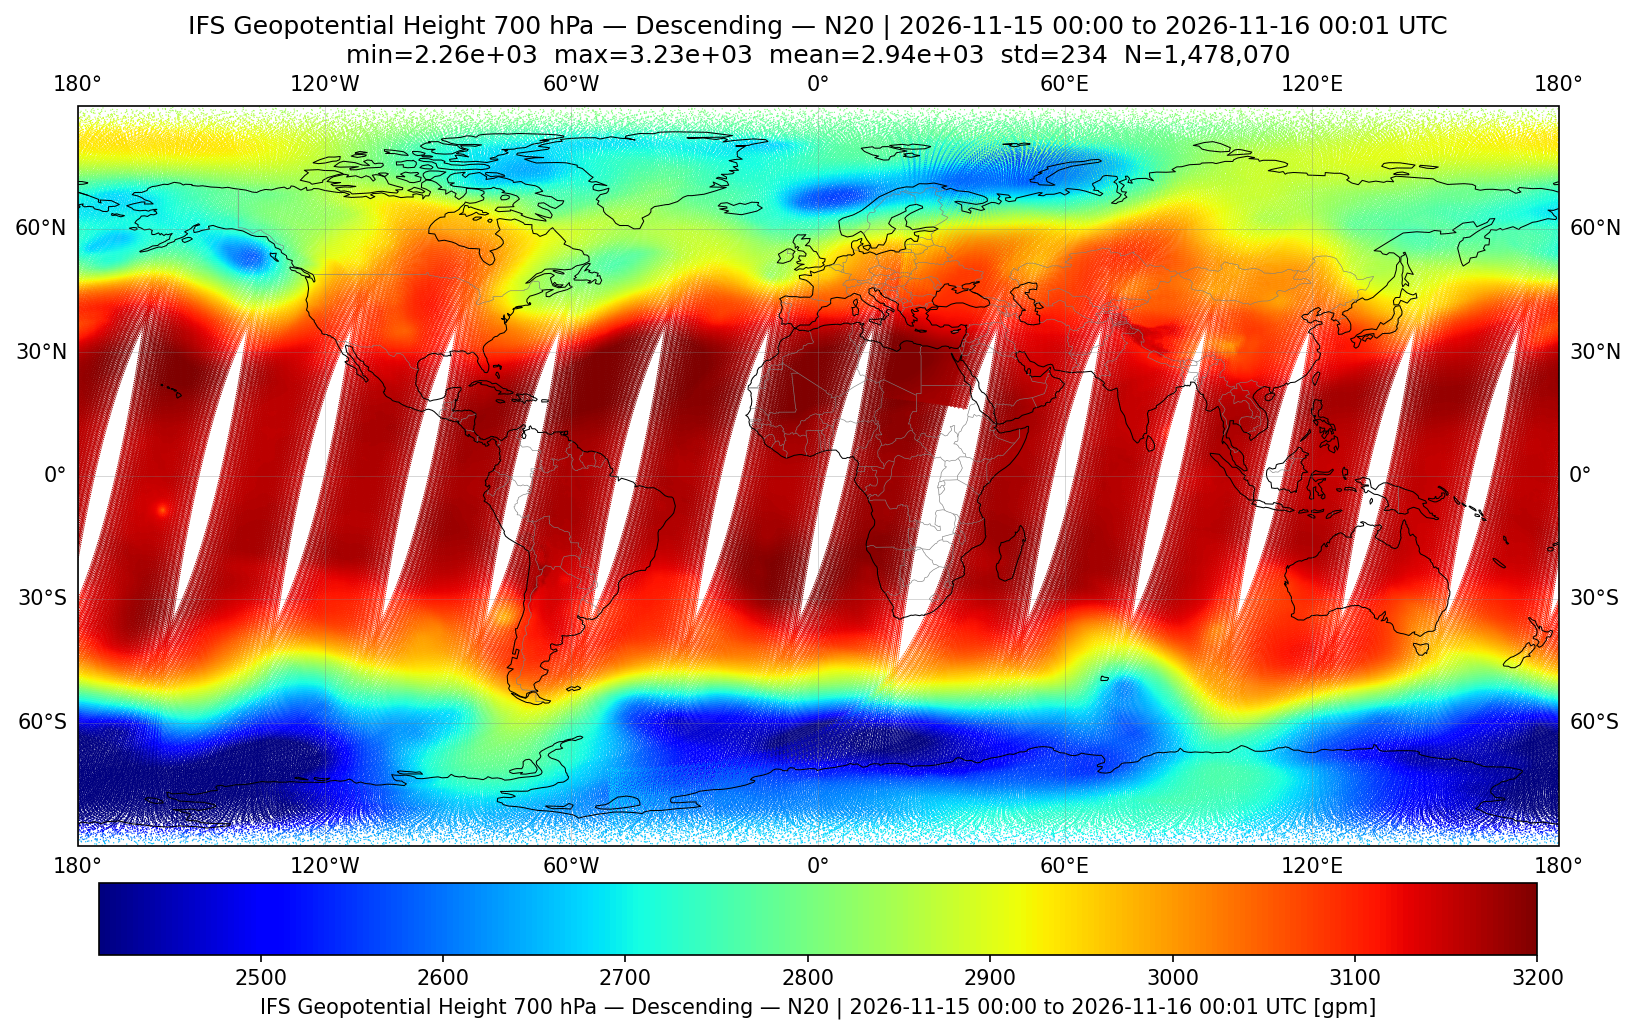 IFS Geopotential Height 700 hPa — Descending — N20 | 2026-11-15 00:00 to 2026-11-16 00:01 UTC
min=2.26e+03  max=3.23e+03  mean=2.94e+03  std=234  N=1,478,070
180° 120°W 60°W 0° 60°E 120°E 180°
60°N 60°N
30°N 30°N
0° 0°
30°S 30°S
60°S 60°S
180° 120°W 60°W 0° 60°E 120°E 180°
2500 2600 2700 2800 2900 3000 3100 3200
IFS Geopotential Height 700 hPa — Descending — N20 | 2026-11-15 00:00 to 2026-11-16 00:01 UTC [gpm]